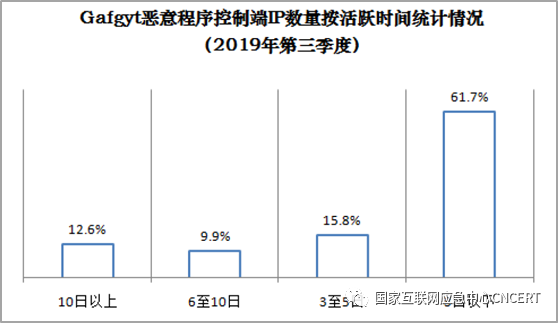 Gafgyt恶意程序控制端IP数量按活跃时间统计情况
（2019年第三季度）
12.6%
9.9%
15.8%
61.7%
10日以上
6至10日
3至5日
国家互联网应急中心CNCERT